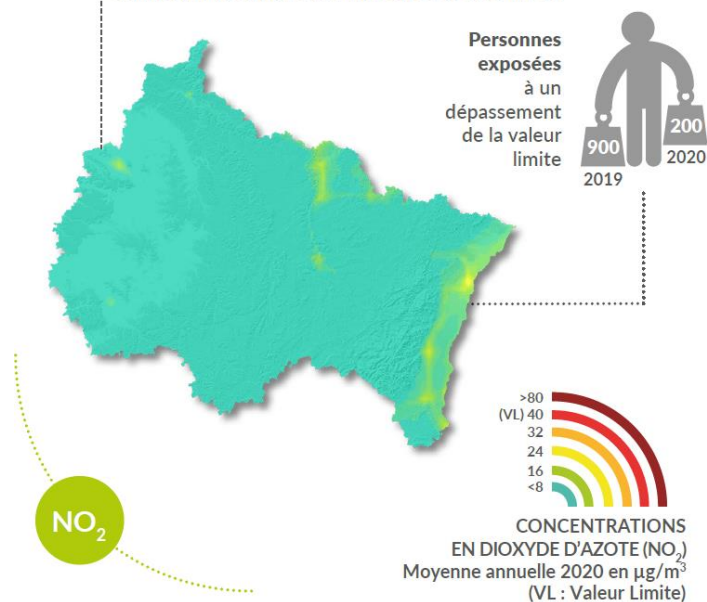 Personnes
exposées
à un
dépassement
de la valeur
limite
900
2019
200
2020
>80
(VL) 40
32
24
16
<8
NO₂
CONCENTRATIONS
EN DIOXYDE D'AZOTE (NO₂)
Moyenne annuelle 2020 en µg/m³
(VL : Valeur Limite)